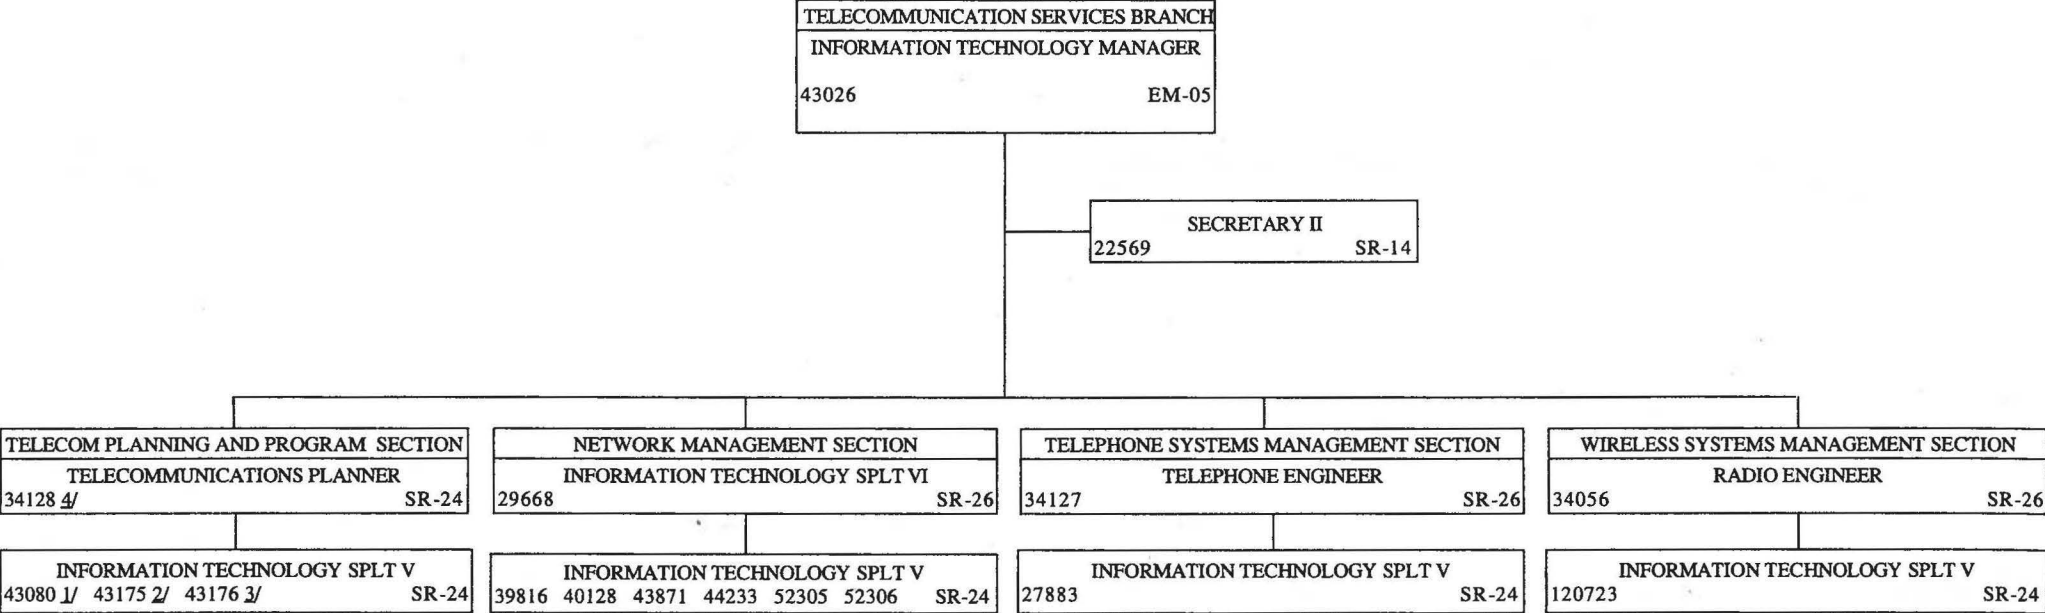 TELECOMMUNICATION SERVICES BRANCH
INFORMATION TECHNOLOGY MANAGER
43026 EM-05
SECRETARY II
22569 SR-14
TELECOM PLANNING AND PROGRAM SECTION
TELECOMMUNICATIONS PLANNER
34128 4/ SR-24
INFORMATION TECHNOLOGY SPLT V
43080 1/ 43175 2/ 43176 3/ SR-24
NETWORK MANAGEMENT SECTION
INFORMATION TECHNOLOGY SPLT VI
29668 SR-26
INFORMATION TECHNOLOGY SPLT V
39816 40128 43871 44233 52305 52306 SR-24
TELEPHONE SYSTEMS MANAGEMENT SECTION
TELEPHONE ENGINEER
34127 SR-26
INFORMATION TECHNOLOGY SPLT V
27883 SR-24
WIRELESS SYSTEMS MANAGEMENT SECTION
RADIO ENGINEER
34056 SR-26
INFORMATION TECHNOLOGY SPLT V
120723 SR-24